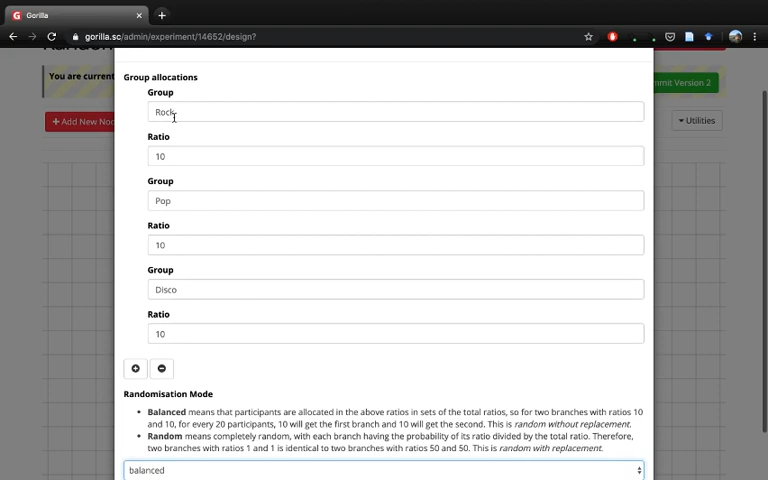 Gorilla
gorilla.sc/admin/experiment/14652/design?
You are current
mmit Version 2
Add New Nod
Utilities
Group allocations
Group
Rock
Ratio
10
Group
Pop
Ratio
10
Group
Disco
Ratio
10
Randomisation Mode
Balanced means that participants are allocated in the above ratios in sets of the total ratios, so for two branches with ratios 10
and 10, for every 20 participants, 10 will get the first branch and 10 will get the second. This is random without replacement.
Random means completely random, with each branch having the probability of its ratio divided by the total ratio. Therefore,
two branches with ratios 1 and 1 is identical to two branches with ratios 50 and 50. This is random with replacement.
balanced